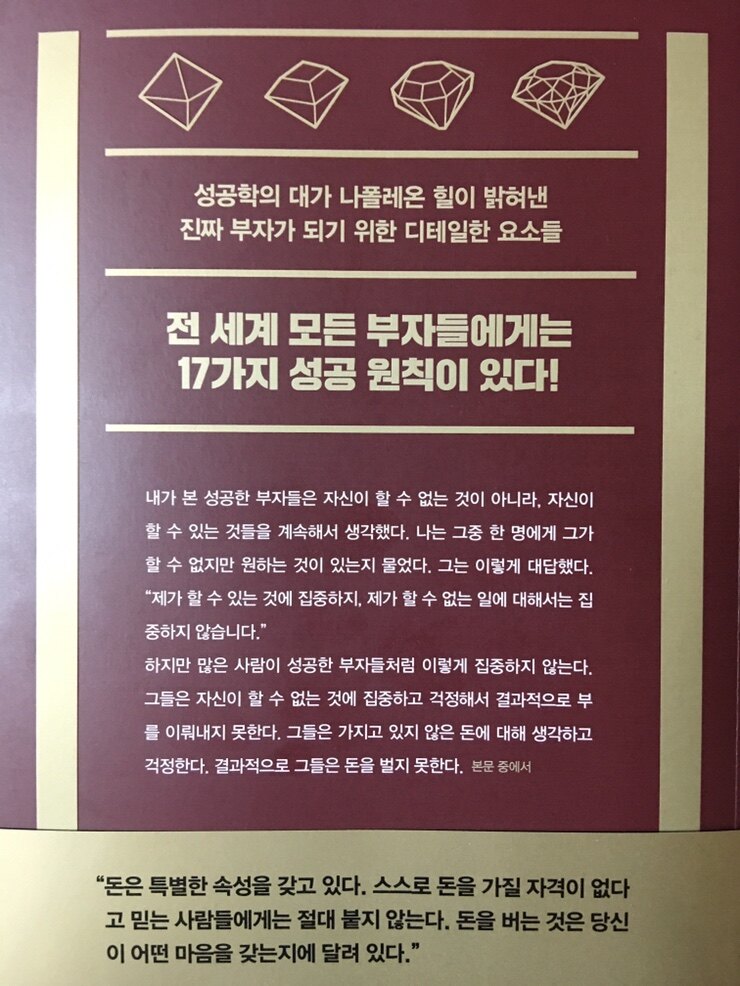 성공학의 대가 나폴레온 힐이 밝혀낸
진짜 부자가 되기 위한 디테일한 요소들
전 세계 모든 부자들에게는
17가지 성공 원칙이 있다!
내가 본 성공한 부자들은 자신이 할 수 없는 것이 아니라, 자신이
할 수 있는 것들을 계속해서 생각했다. 나는 그중 한 명에게 그가
할 수 없지만 원하는 것이 있는지 물었다. 그는 이렇게 대답했다.
“제가 할 수 있는 것에 집중하지, 제가 할 수 없는 일에 대해서는 집
중하지 않습니다.”
하지만 많은 사람이 성공한 부자들처럼 이렇게 집중하지 않는다.
그들은 자신이 할 수 없는 것에 집중하고 걱정해서 결과적으로 부
를 이뤄내지 못한다. 그들은 가지고 있지 않은 돈에 대해 생각하고
걱정한다. 결과적으로 그들은 돈을 벌지 못한다. 본문 중에서
“돈은 특별한 속성을 갖고 있다. 스스로 돈을 가질 자격이 없다
고 믿는 사람들에게는 절대 붙지 않는다. 돈을 버는 것은 당신
이 어떤 마음을 갖는지에 달려 있다.”